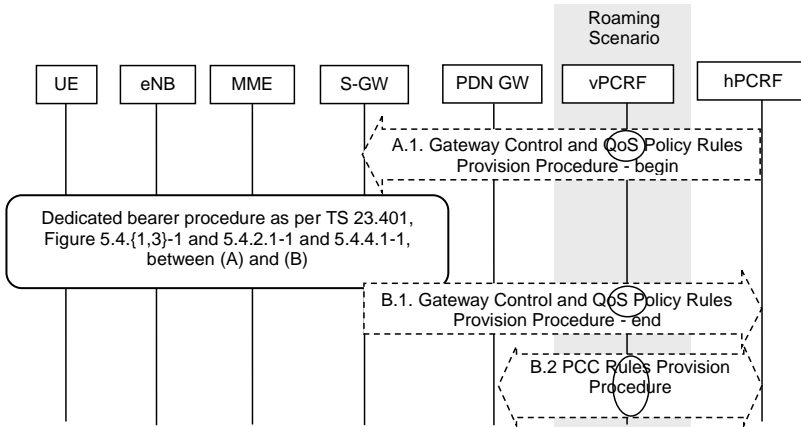 Roaming
Scenario
UE
eNB
MME
S-GW
PDN GW
vPCRF
hPCRF
A.1. Gateway Control and QoS Policy Rules
Provision Procedure - begin
Dedicated bearer procedure as per TS 23.401,
Figure 5.4.{1,3}-1 and 5.4.2.1-1 and 5.4.4.1-1,
between (A) and (B)
B.1. Gateway Control and QoS Policy Rules
Provision Procedure - end
B.2 PCC Rules Provision
Procedure